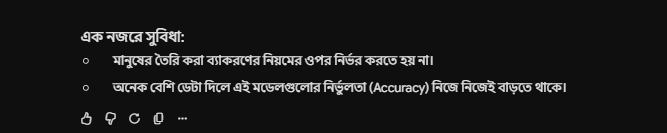 এক নজরে সুবিধা:
○ মানুষের তৈরি করা ব্যাকরণের নিয়মের ওপর নির্ভর করতে হয় না।
○ অনেক বেশি ডেটা দিলে এই মডেলগুলোর নির্ভুলতা (Accuracy) নিজে নিজেই বাড়তে থাকে।